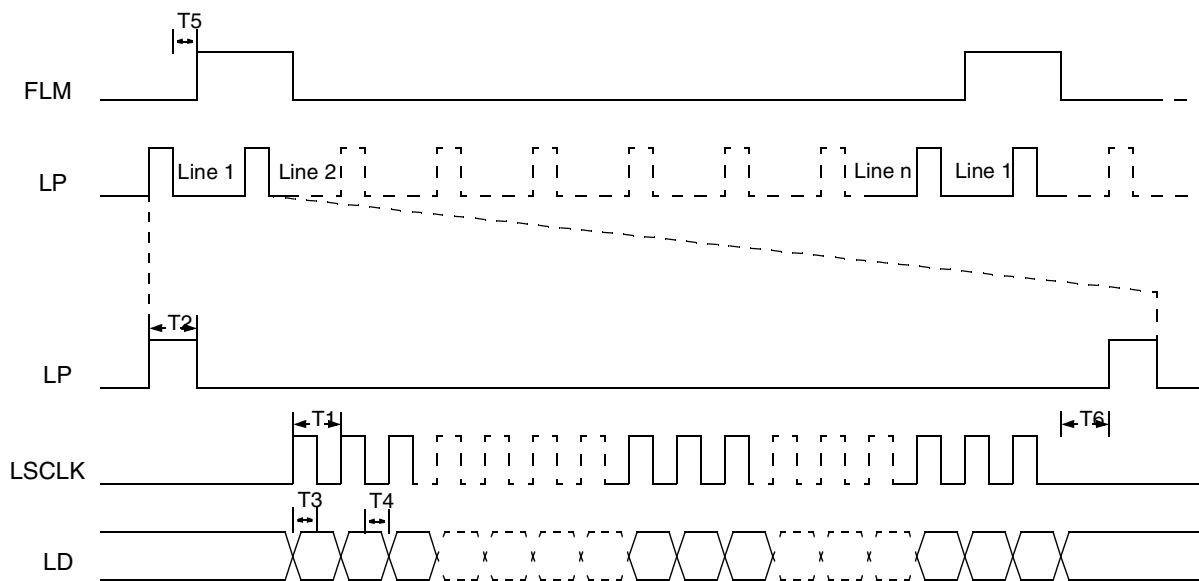 T5
FLM
LP
Line 1
Line 2
Line n
Line 1
T2
LP
T1
T6
LSCLK
T3
T4
LD